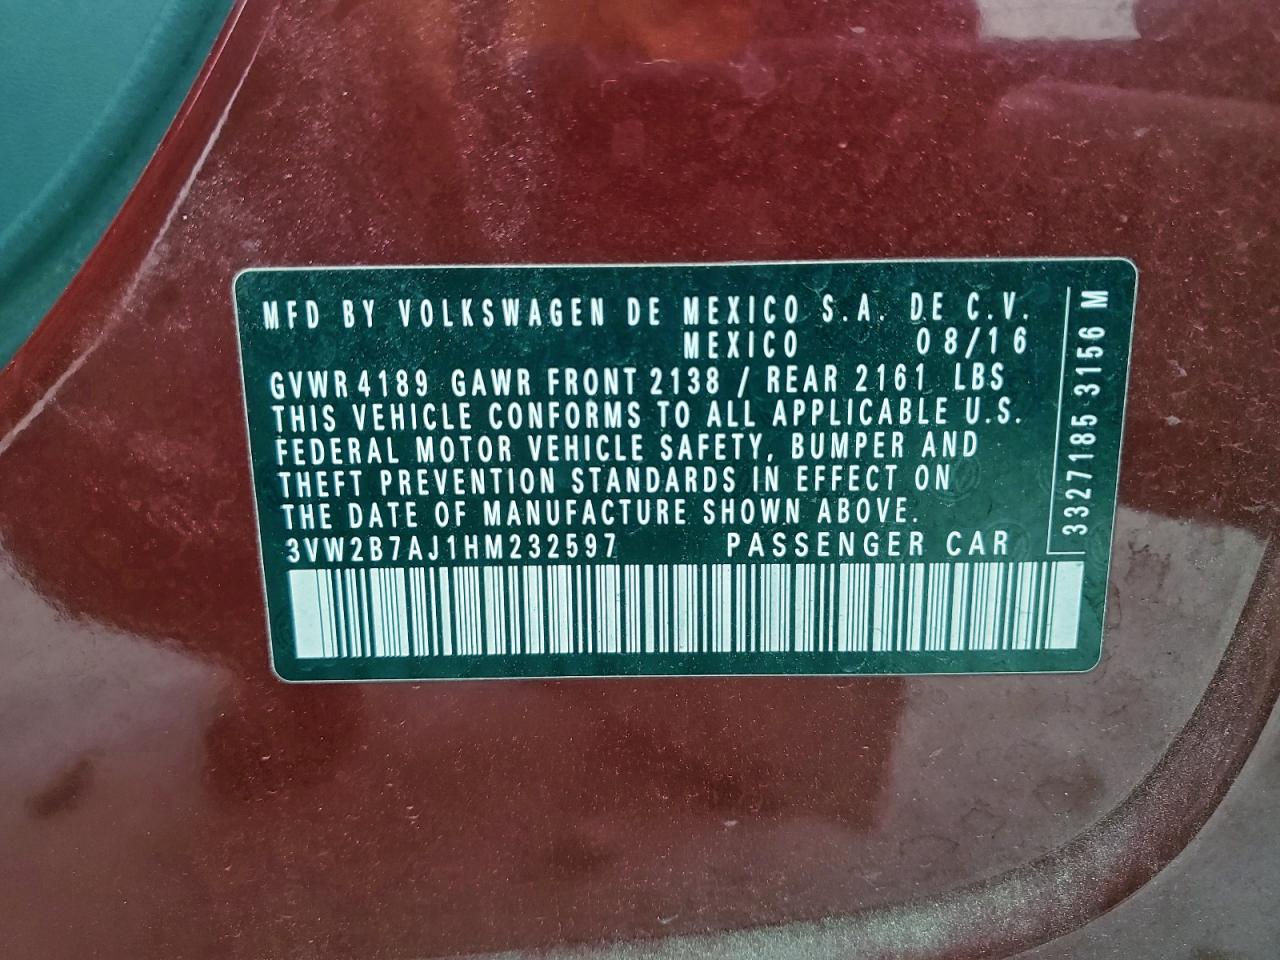 MFD BY VOLKSWAGEN DE MEXICO S.A. DE C.V.
MEXICO 08/16
GVWR 4189 GAWR FRONT 2138 / REAR 2161 LBS
THIS VEHICLE CONFORMS TO ALL APPLICABLE U.S.
FEDERAL MOTOR VEHICLE SAFETY, BUMPER AND
THEFT PREVENTION STANDARDS IN EFFECT ON
THE DATE OF MANUFACTURE SHOWN ABOVE.
3VW2B7AJ1HM232597 PASSENGER CAR
3327185 3156 M